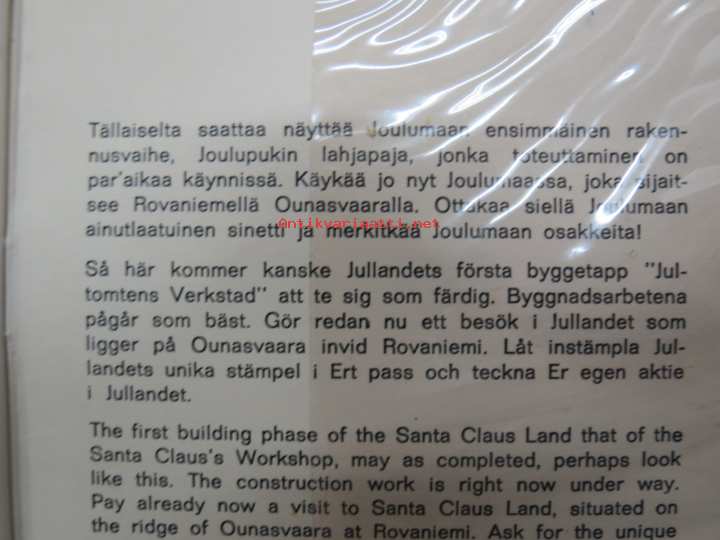 Tällaiselta saattaa näyttää Joulumaan ensimmäinen raken-
nusvaihe, Joulupukin lahjapaja, jonka toteuttaminen on
par'aikaa käynnissä. Käykää jo nyt Joulumaassa, joka sijait-
see Rovaniemellä Ounasvaaralla. Ottakaa siellä Joulumaan
Antikvariaatti.net
ainutlaatuinen sinetti ja merkitkää Joulumaan osakkeita!
Så här kommer kanske Jullandets första byggetapp "Jul-
tomtens Verkstad" att te sig som färdig. Byggnadsarbetena
pågår som bäst. Gör redan nu ett besök i Jullandet som
ligger på Ounasvaara invid Rovaniemi. Låt instämpla Jul-
landets unika stämpel i Ert pass och teckna Er egen aktie
i Jullandet.
The first building phase of the Santa Claus Land that of the
Santa Claus's Workshop, may as completed, perhaps look
like this. The construction work is right now under way.
Pay already now a visit to Santa Claus Land, situated on
the ridge of Ounasvaara at Rovaniemi. Ask for the unique